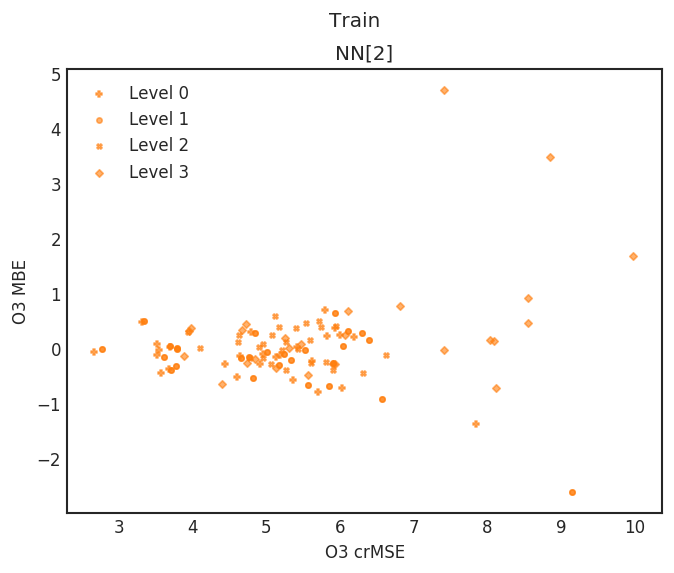 Train
NN[2]
Level 0
Level 1
Level 2
Level 3
5
4
3
2
1
0
−1
−2
O3 MBE
3 4 5 6 7 8 9 10
O3 crMSE